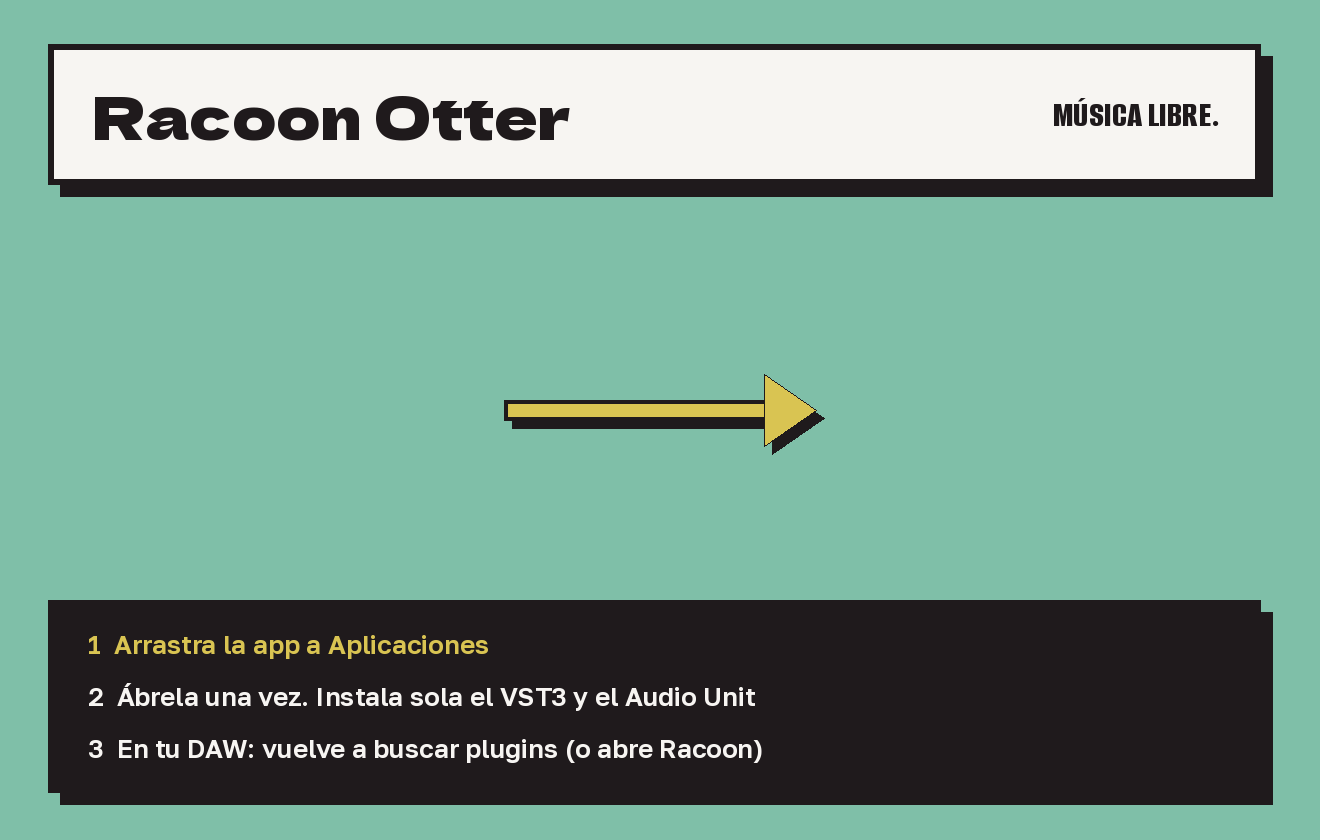 Racoon Otter
MÚSICA LIBRE.
1 Arrastra la app a Aplicaciones
2 Ábrela una vez. Instala sola el VST3 y el Audio Unit
3 En tu DAW: vuelve a buscar plugins (o abre Racoon)